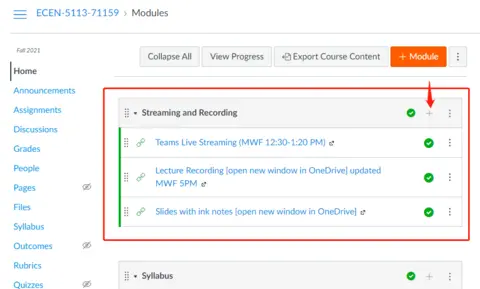 ECEN-5113-71159 › Modules
Fall 2021
Home
Announcements
Assignments
Discussions
Grades
People
Pages
Files
Syllabus
Outcomes
Rubrics
Quizzes
Collapse All
View Progress
Export Course Content
+ Module
Streaming and Recording
Teams Live Streaming (MWF 12:30-1:20 PM)
Lecture Recording [open new window in OneDrive] updated
MWF 5PM
Slides with ink notes [open new window in OneDrive]
Syllabus